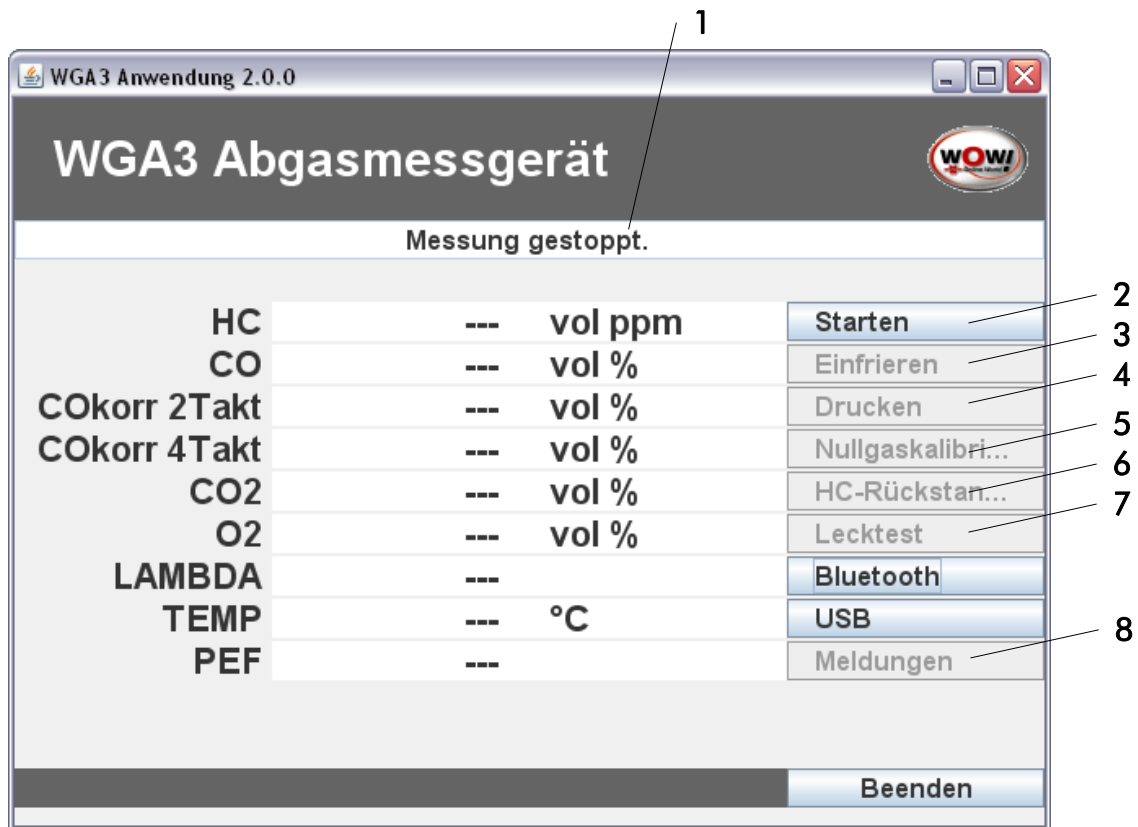 1
WGA3 Anwendung 2.0.0
WGA3 Abgasmessgerät
WOW!
Messung gestoppt.
HC --- vol ppm Starten 2
CO --- vol % Einfrieren 3
COkorr 2Takt --- vol % Drucken 4
COkorr 4Takt --- vol % Nullgaskalibri... 5
CO2 --- vol % HC-Rückstan... 6
O2 --- vol % Lecktest 7
LAMBDA --- Bluetooth
TEMP --- °C USB
PEF --- Meldungen 8
Beenden